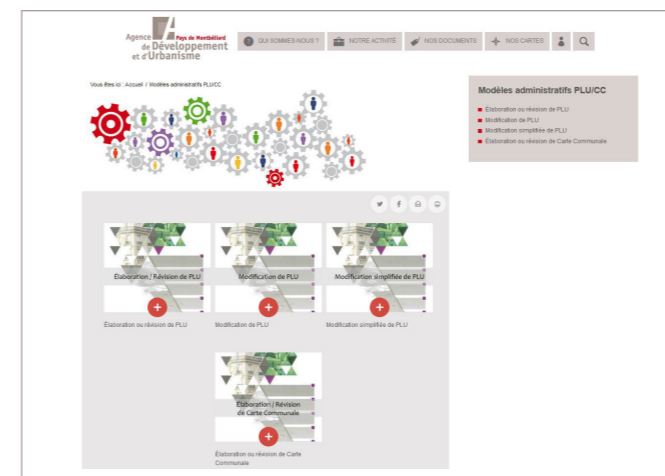 Agence Pays de Montbéliard
de Développement
et d'Urbanisme
QUI SOMMES-NOUS ?
NOTRE ACTIVITÉ
NOS DOCUMENTS
NOS CARTES
Vous êtes ici : Accueil / Modèles administratifs PLU/CC
Modèles administratifs PLU/CC
Élaboration ou révision de PLU
Modification de PLU
Modification simplifiée de PLU
Élaboration ou révision de Carte Communale
Élaboration / Révision de PLU
Modification de PLU
Modification simplifiée de PLU
Élaboration ou révision de PLU
Modification de PLU
Modification simplifiée de PLU
Élaboration / Révision
de Carte Communale
Élaboration ou révision de Carte
Communale